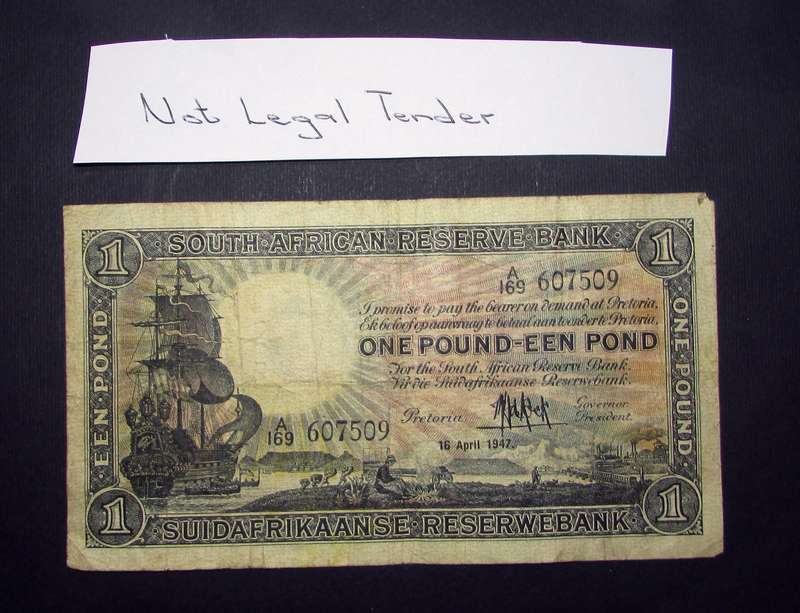 Not Legal Tender
1
SOUTH·AFRICAN·RESERVE·BANK
1
A/169 607509
I promise to pay the bearer on demand at Pretoria.
Ek beloof op aanvraag te betaal aan toonder te Pretoria.
ONE POUND-EEN POND
For the South African Reserve Bank.
Vir die Suidafrikaanse Reserwebank.
Pretoria.
Governor
President.
A/169 607509
16 April 1947.
EEN·POND
ONE·POUND
1
SUIDAFRIKAANSE·RESERWEBANK
1